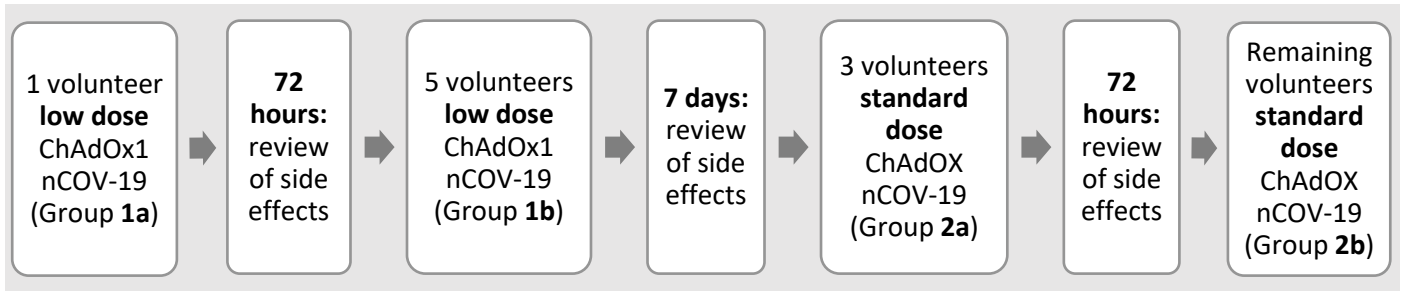 1 volunteer
low dose
ChAdOx1
nCOV-19
(Group 1a)
72
hours:
review
of side
effects
5 volunteers
low dose
ChAdOx1
nCOV-19
(Group 1b)
7 days:
review
of side
effects
3 volunteers
standard
dose
ChAdOX
nCOV-19
(Group 2a)
72
hours:
review
of side
effects
Remaining
volunteers
standard
dose
ChAdOX
nCOV-19
(Group 2b)